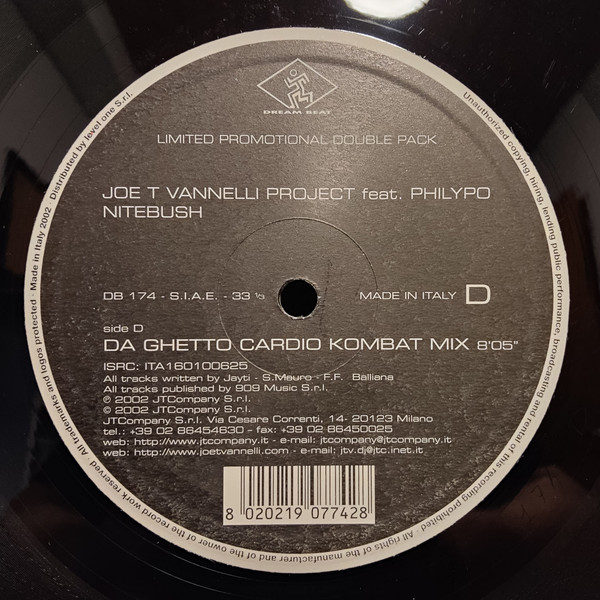 DREAM BEAT
LIMITED PROMOTIONAL DOUBLE PACK
JOE T VANNELLI PROJECT feat. PHILYPO
NITEBUSH
DB 174 - S.I.A.E. - 33 ⅓ MADE IN ITALY D
side D
DA GHETTO CARDIO KOMBAT MIX 8'05"
ISRC: ITA160100625
All tracks written by Jayti - S.Mauro - F.F. Balliana
All tracks published by 909 Music S.r.l.
℗ 2002 JTCompany S.r.l.
© 2002 JTCompany S.r.l.
JTCompany S.r.l. Via Cesare Correnti, 14- 20123 Milano
tel.: +39 02 86454630 - fax: +39 02 86450025
web: http://www.jtcompany.it - e-mail: jtcompany@jtcompany.it
web: http://www.jtvannelli.com - e-mail: jtv.dj@jtc.inet.it
8 020219 077428
Unauthorized copying, hiring, lending public performance, broadcasting and rental of this recording prohibited · All rights of the manufacturer and of the owner of the record work reserved · All trademarks and logos protected · Made in Italy 2002 · Distributed by level one S.r.l.